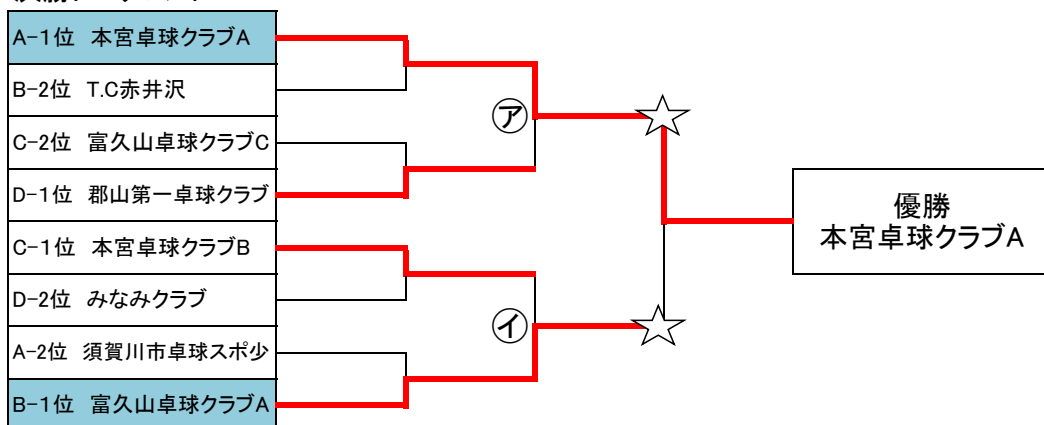 A-1位 本宮卓球クラブA
B-2位 T.C赤井沢
C-2位 富久山卓球クラブC
D-1位 郡山第一卓球クラブ
C-1位 本宮卓球クラブB
D-2位 みなみクラブ
A-2位 須賀川市卓球スポ少
B-1位 富久山卓球クラブA
㋐
㋑
優勝
本宮卓球クラブA